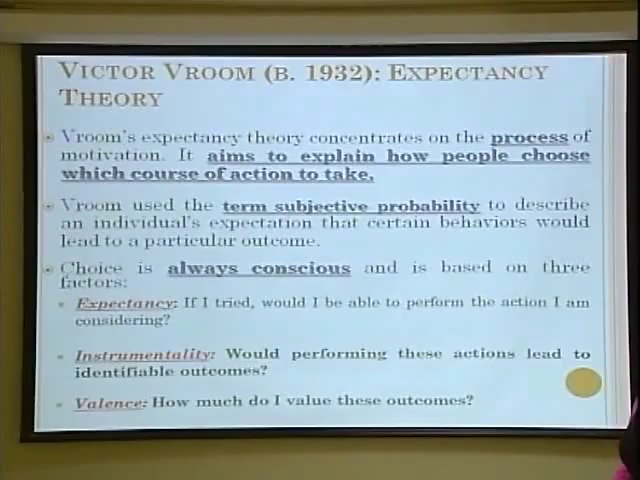 VICTOR VROOM (B. 1932): EXPECTANCY
THEORY
Vroom's expectancy theory concentrates on the process of
motivation. It aims to explain how people choose
which course of action to take.
Vroom used the term subjective probability to describe
an individual's expectation that certain behaviors would
lead to a particular outcome.
Choice is always conscious and is based on three
factors:
Expectancy: If I tried, would I be able to perform the action I am
considering?
Instrumentality: Would performing these actions lead to
identifiable outcomes?
Valence: How much do I value these outcomes?